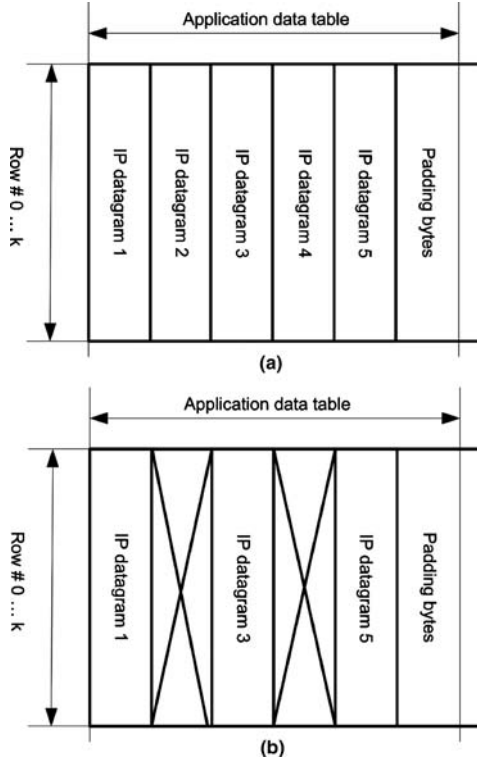 Application data table
Row # 0 ... k
IP datagram 1
IP datagram 2
IP datagram 3
IP datagram 4
IP datagram 5
Padding bytes
(a)
Application data table
Row # 0 ... k
IP datagram 1
IP datagram 3
IP datagram 5
Padding bytes
(b)